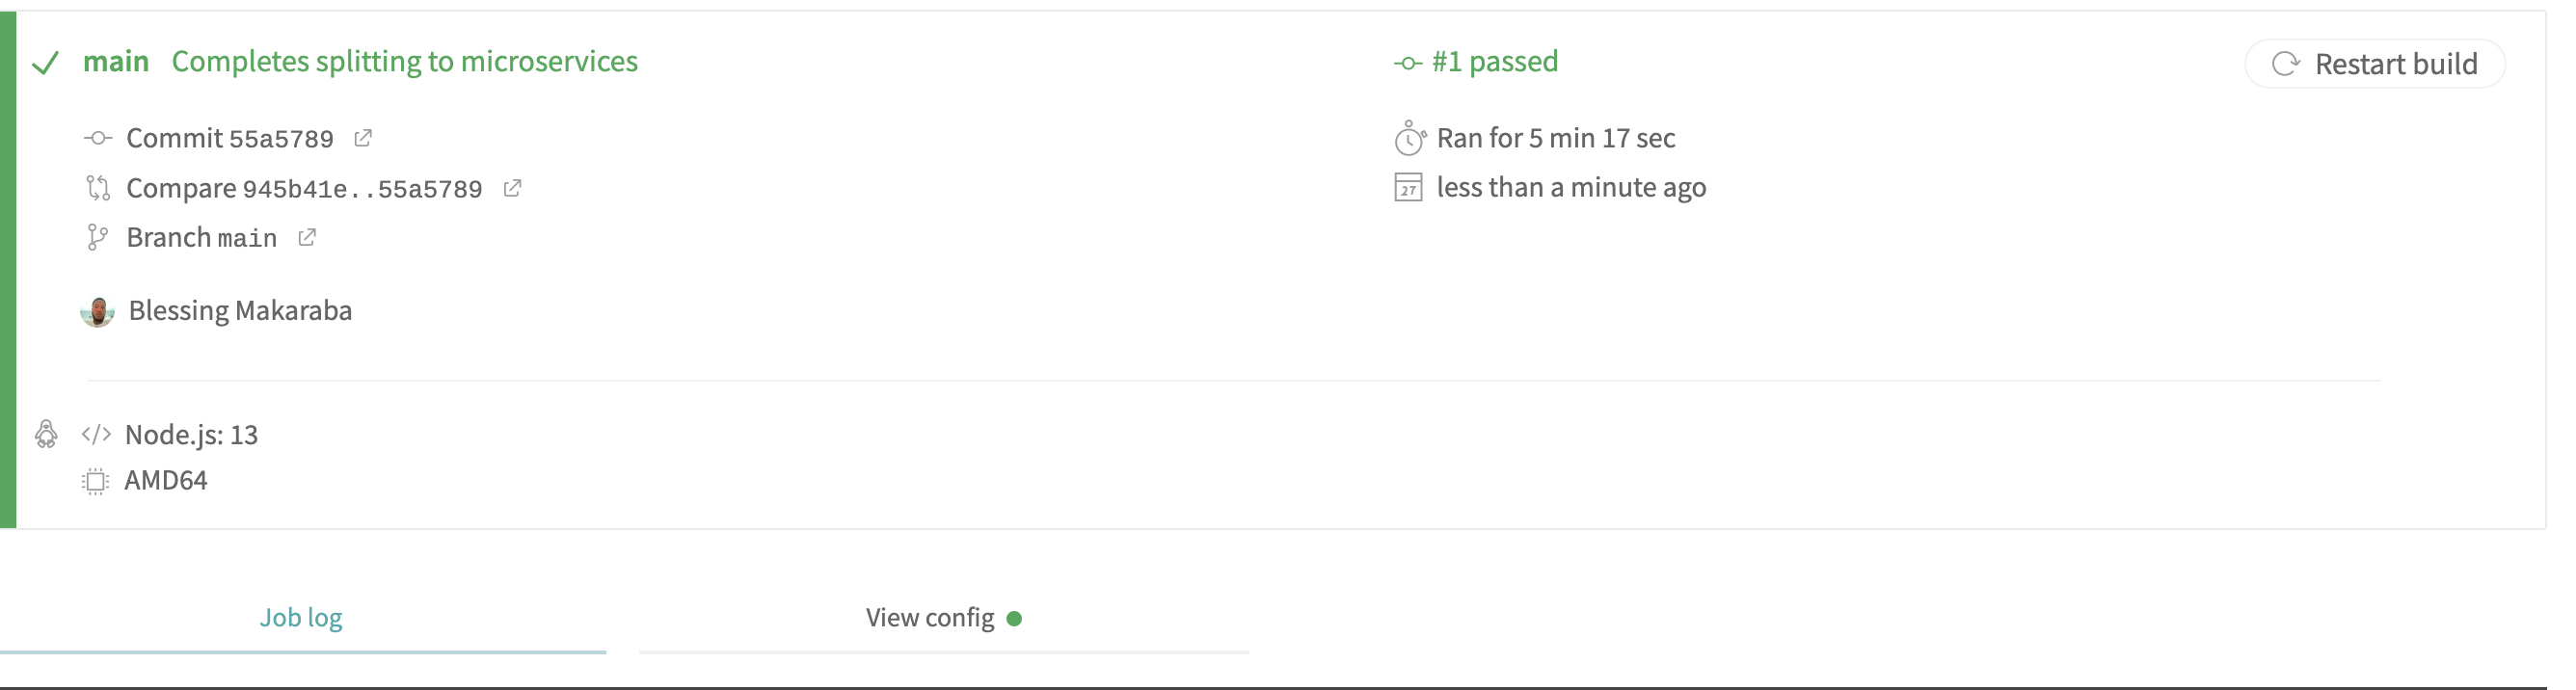 main Completes splitting to microservices
#1 passed
Restart build
Commit 55a5789
Compare 945b41e..55a5789
Branch main
Ran for 5 min 17 sec
27
less than a minute ago
Blessing Makaraba
</> Node.js: 13
AMD64
Job log
View config